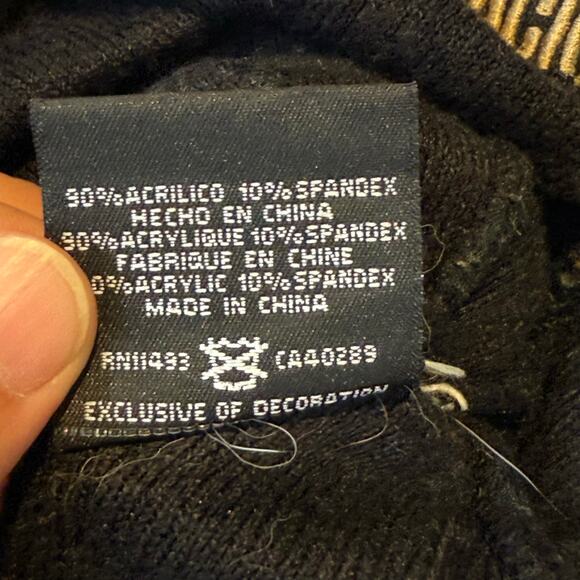 90%ACRILICO 10%SPANDEX
HECHO EN CHINA
90%ACRYLIQUE 10%SPANDEX
FABRIQUE EN CHINE
0%ACRYLIC 10%SPANDEX
MADE IN CHINA
RN11493 CA40289
EXCLUSIVE OF DECORATION